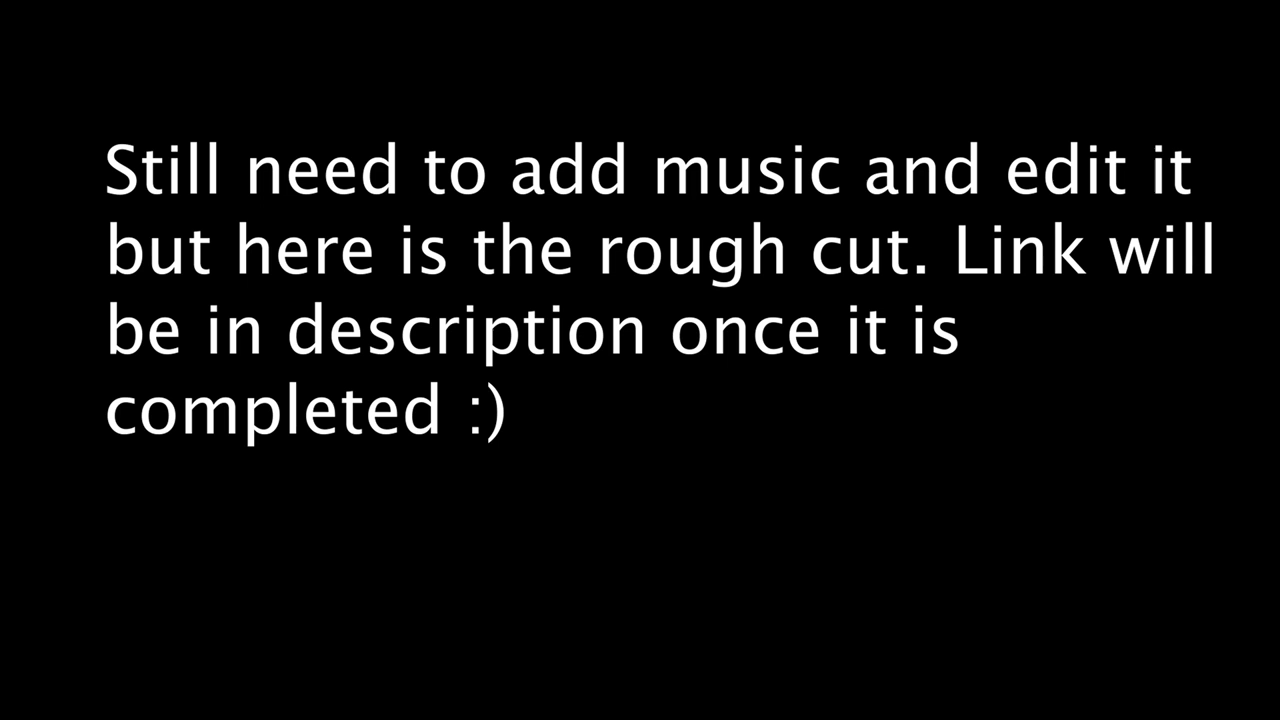 Still need to add music and edit it
but here is the rough cut. Link will
be in description once it is
completed :)